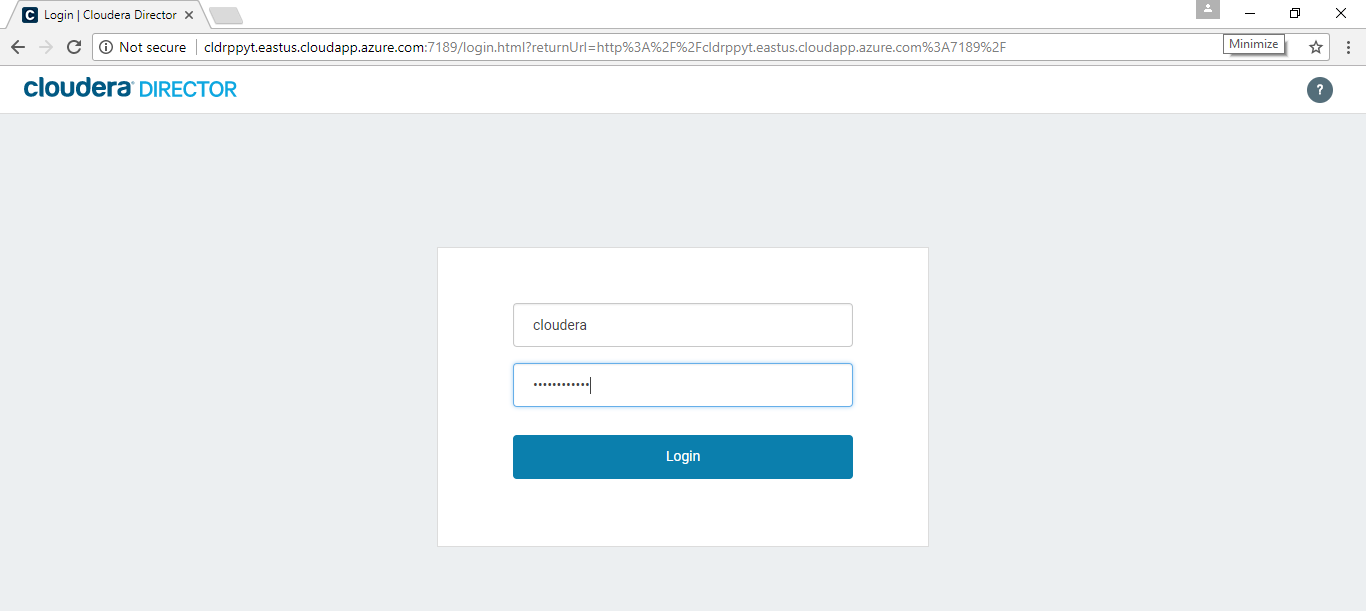 Login | Cloudera Director
Not secure
cldrppyt.eastus.cloudapp.azure.com:7189/login.html?returnUrl=http%3A%2F%2Fcldrppyt.eastus.cloudapp.azure.com%3A7189%2F
Minimize
cloudera DIRECTOR
?
cloudera
••••••••••••
Login